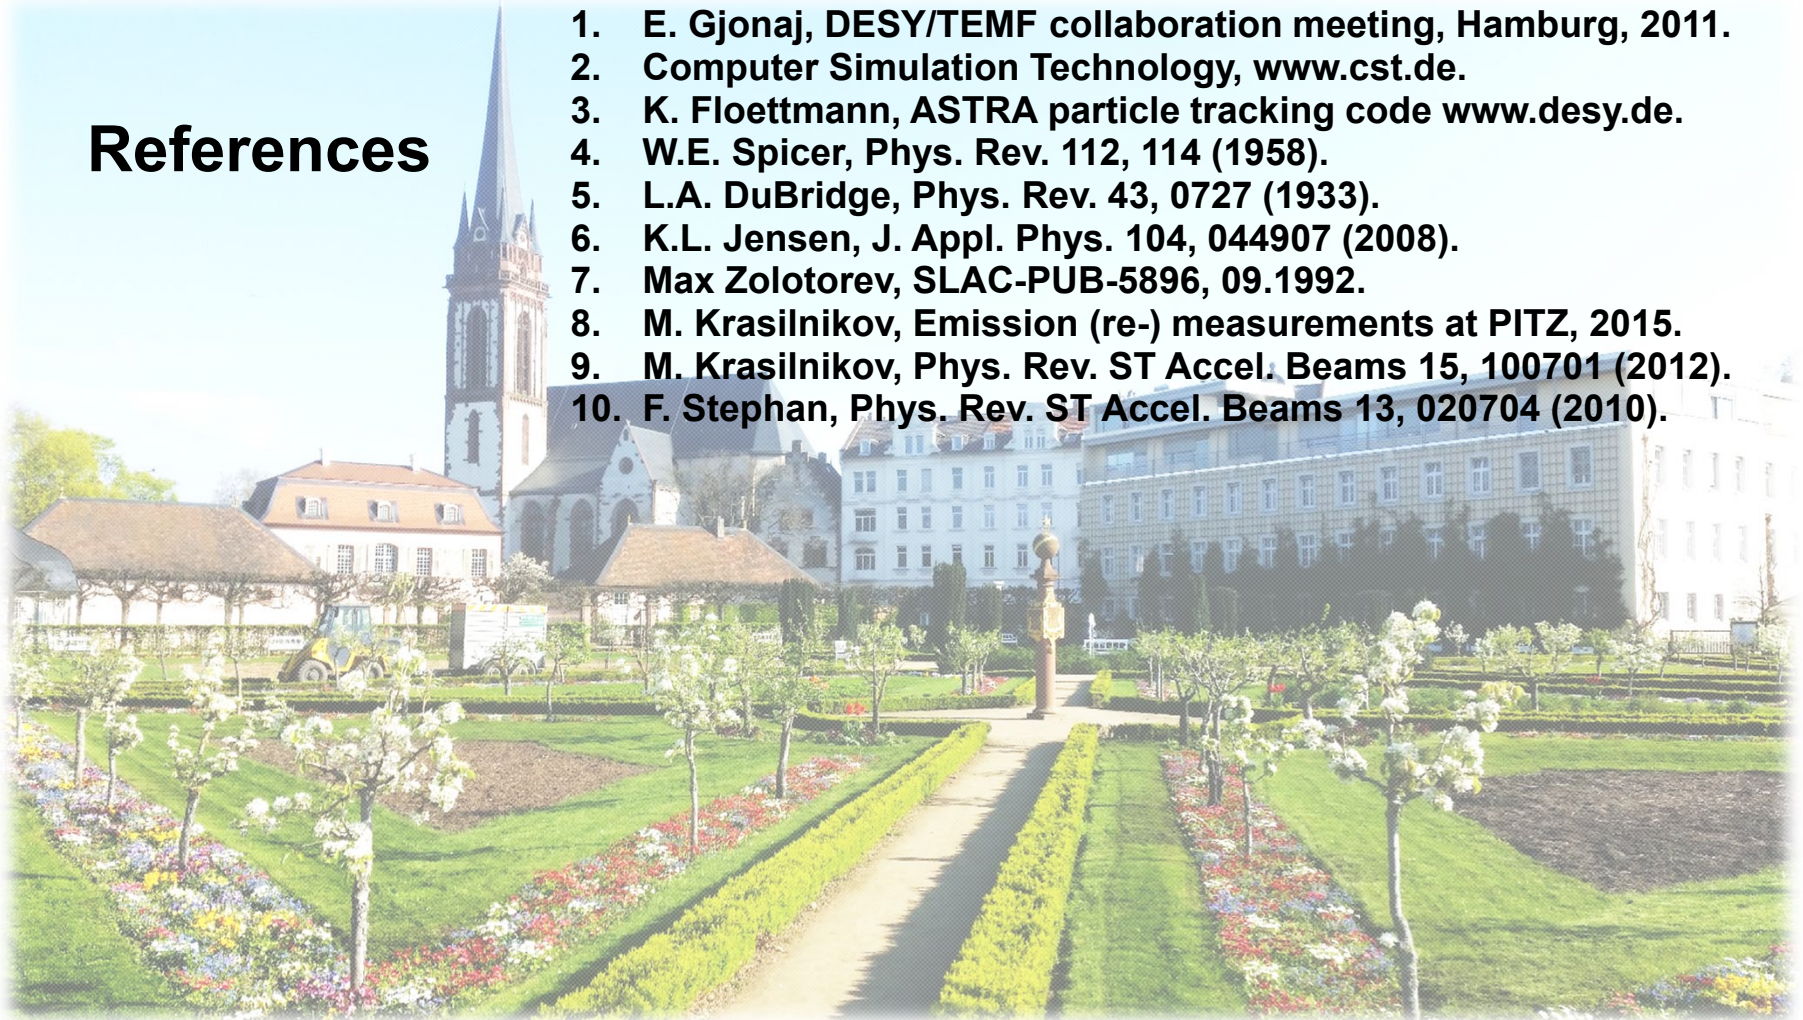 References
1. E. Gjonaj, DESY/TEMF collaboration meeting, Hamburg, 2011.
2. Computer Simulation Technology, www.cst.de.
3. K. Floettmann, ASTRA particle tracking code www.desy.de.
4. W.E. Spicer, Phys. Rev. 112, 114 (1958).
5. L.A. DuBridge, Phys. Rev. 43, 0727 (1933).
6. K.L. Jensen, J. Appl. Phys. 104, 044907 (2008).
7. Max Zolotorev, SLAC-PUB-5896, 09.1992.
8. M. Krasilnikov, Emission (re-) measurements at PITZ, 2015.
9. M. Krasilnikov, Phys. Rev. ST Accel. Beams 15, 100701 (2012).
10. F. Stephan, Phys. Rev. ST Accel. Beams 13, 020704 (2010).